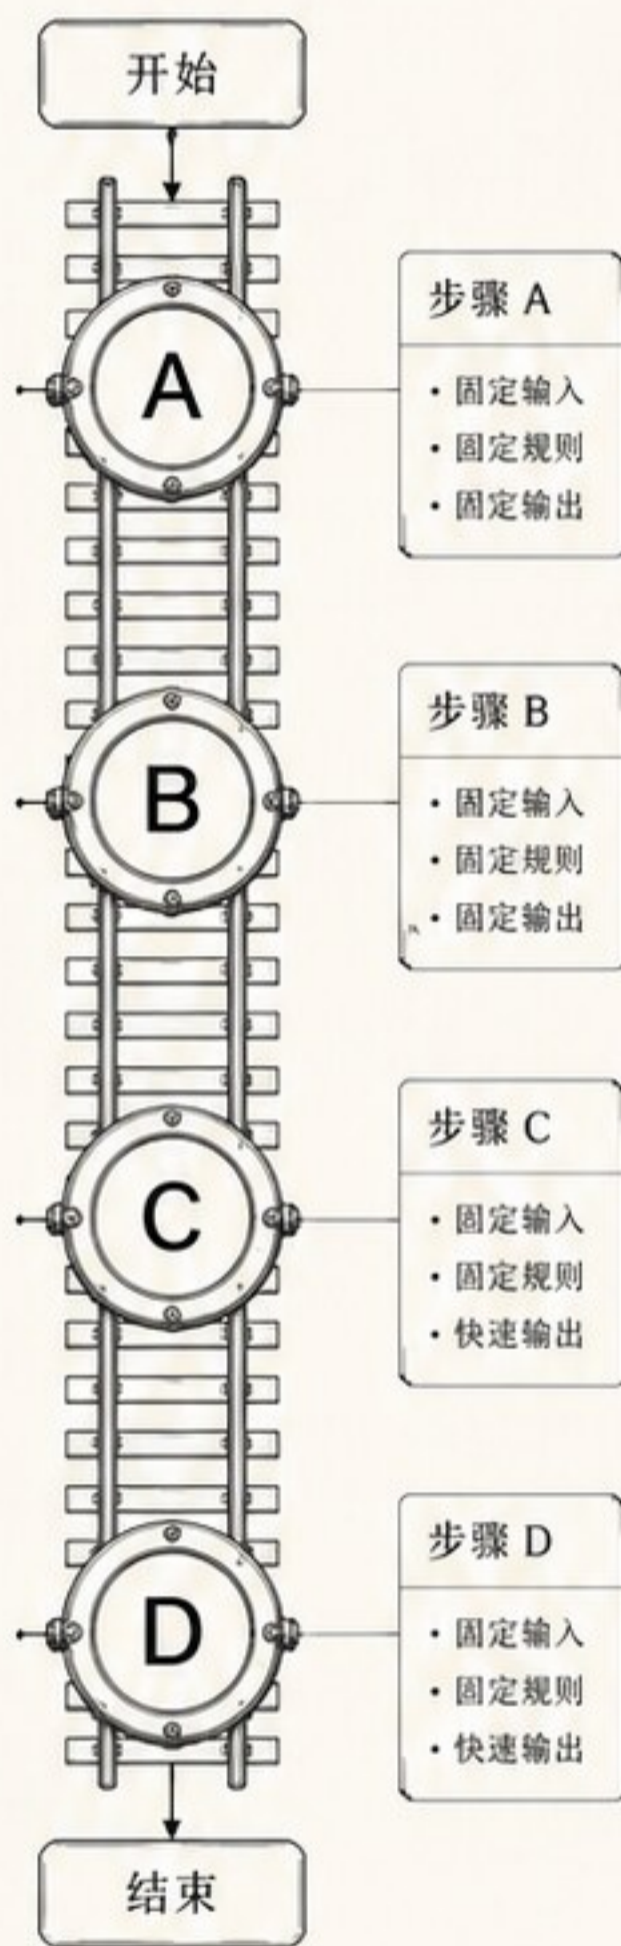 开始
A
步骤 A
• 固定输入
• 固定规则
• 固定输出
B
步骤 B
• 固定输入
• 固定规则
• 固定输出
C
步骤 C
• 固定输入
• 固定规则
• 快速输出
D
步骤 D
• 固定输入
• 固定规则
• 快速输出
结束